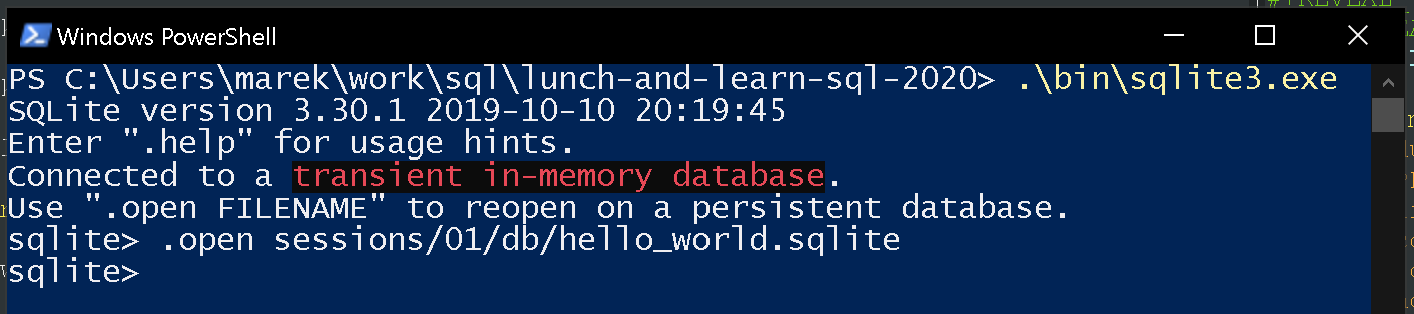 Windows PowerShell
PS C:\Users\marek\work\sql\lunch-and-learn-sql-2020> .\bin\sqlite3.exe
SQLite version 3.30.1 2019-10-10 20:19:45
Enter ".help" for usage hints.
Connected to a transient in-memory database.
Use ".open FILENAME" to reopen on a persistent database.
sqlite> .open sessions/01/db/hello_world.sqlite
sqlite>